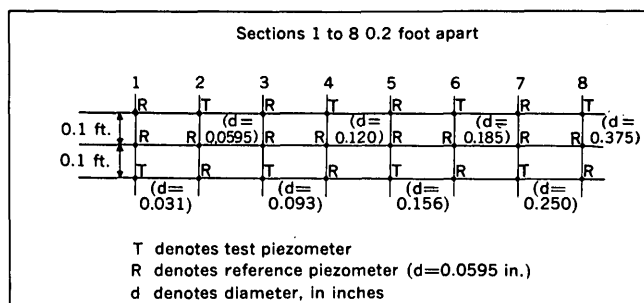 Sections 1 to 8 0.2 foot apart
1 2 3 4 5 6 7 8
R T R T R T R T
0.1 ft. (d= 0.0595) (d= 0.120) (d= 0.185) (d= 0.375)
R R R R R R R R
0.1 ft.
T R T R T R T R
(d= 0.031) (d= 0.093) (d= 0.156) (d= 0.250)
T denotes test piezometer
R denotes reference piezometer (d=0.0595 in.)
d denotes diameter, in inches